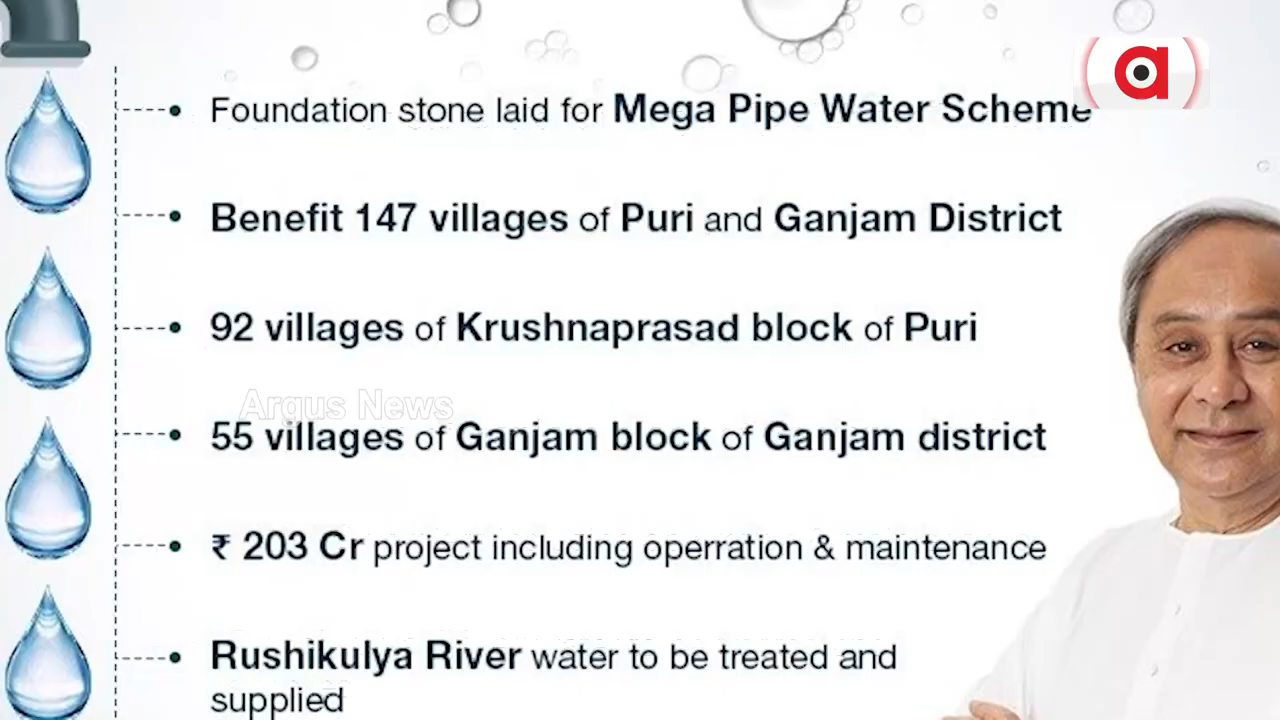 a
Foundation stone laid for Mega Pipe Water Scheme
Benefit 147 villages of Puri and Ganjam District
92 villages of Krushnaprasad block of Puri
Argus News
55 villages of Ganjam block of Ganjam district
₹ 203 Cr project including operration & maintenance
Rushikulya River water to be treated and
supplied